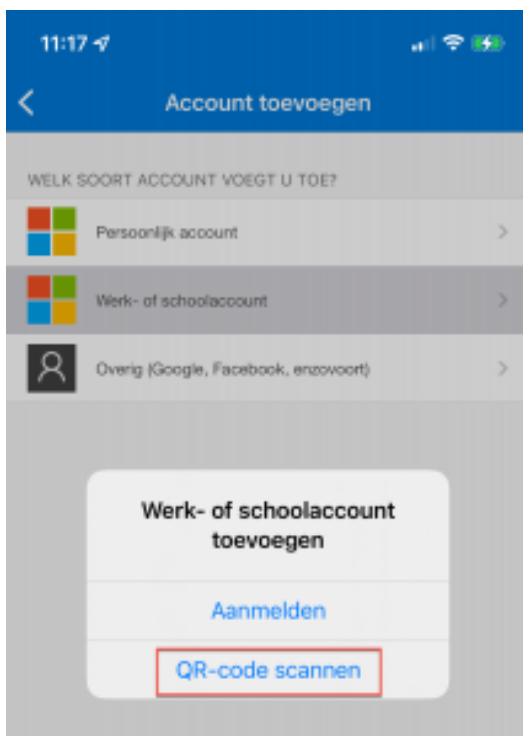 11:17
Account toevoegen
WELK SOORT ACCOUNT VOEGT U TOE?
Persoonlijk account
Werk- of schoolaccount
Overig (Google, Facebook, enzovoort)
Werk- of schoolaccount
toevoegen
Aanmelden
QR-code scannen